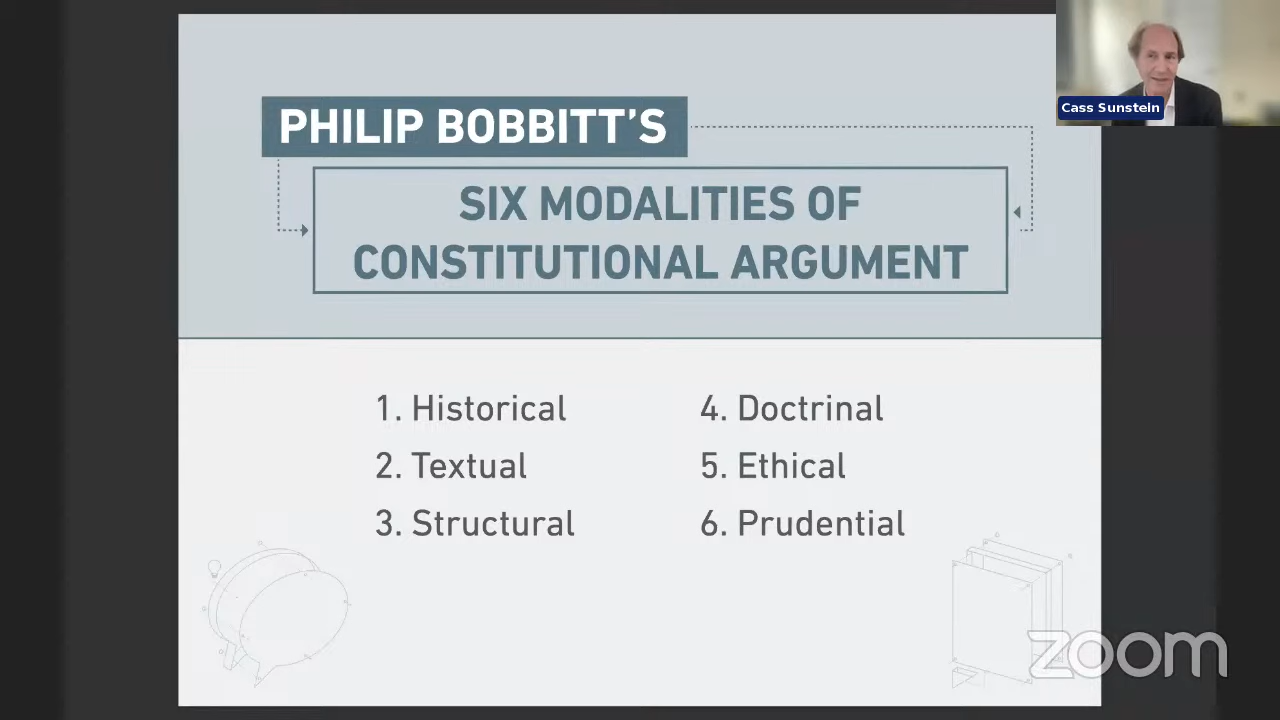 PHILIP BOBBITT'S
SIX MODALITIES OF
CONSTITUTIONAL ARGUMENT
1. Historical
2. Textual
3. Structural
4. Doctrinal
5. Ethical
6. Prudential
Cass Sunstein
zoom